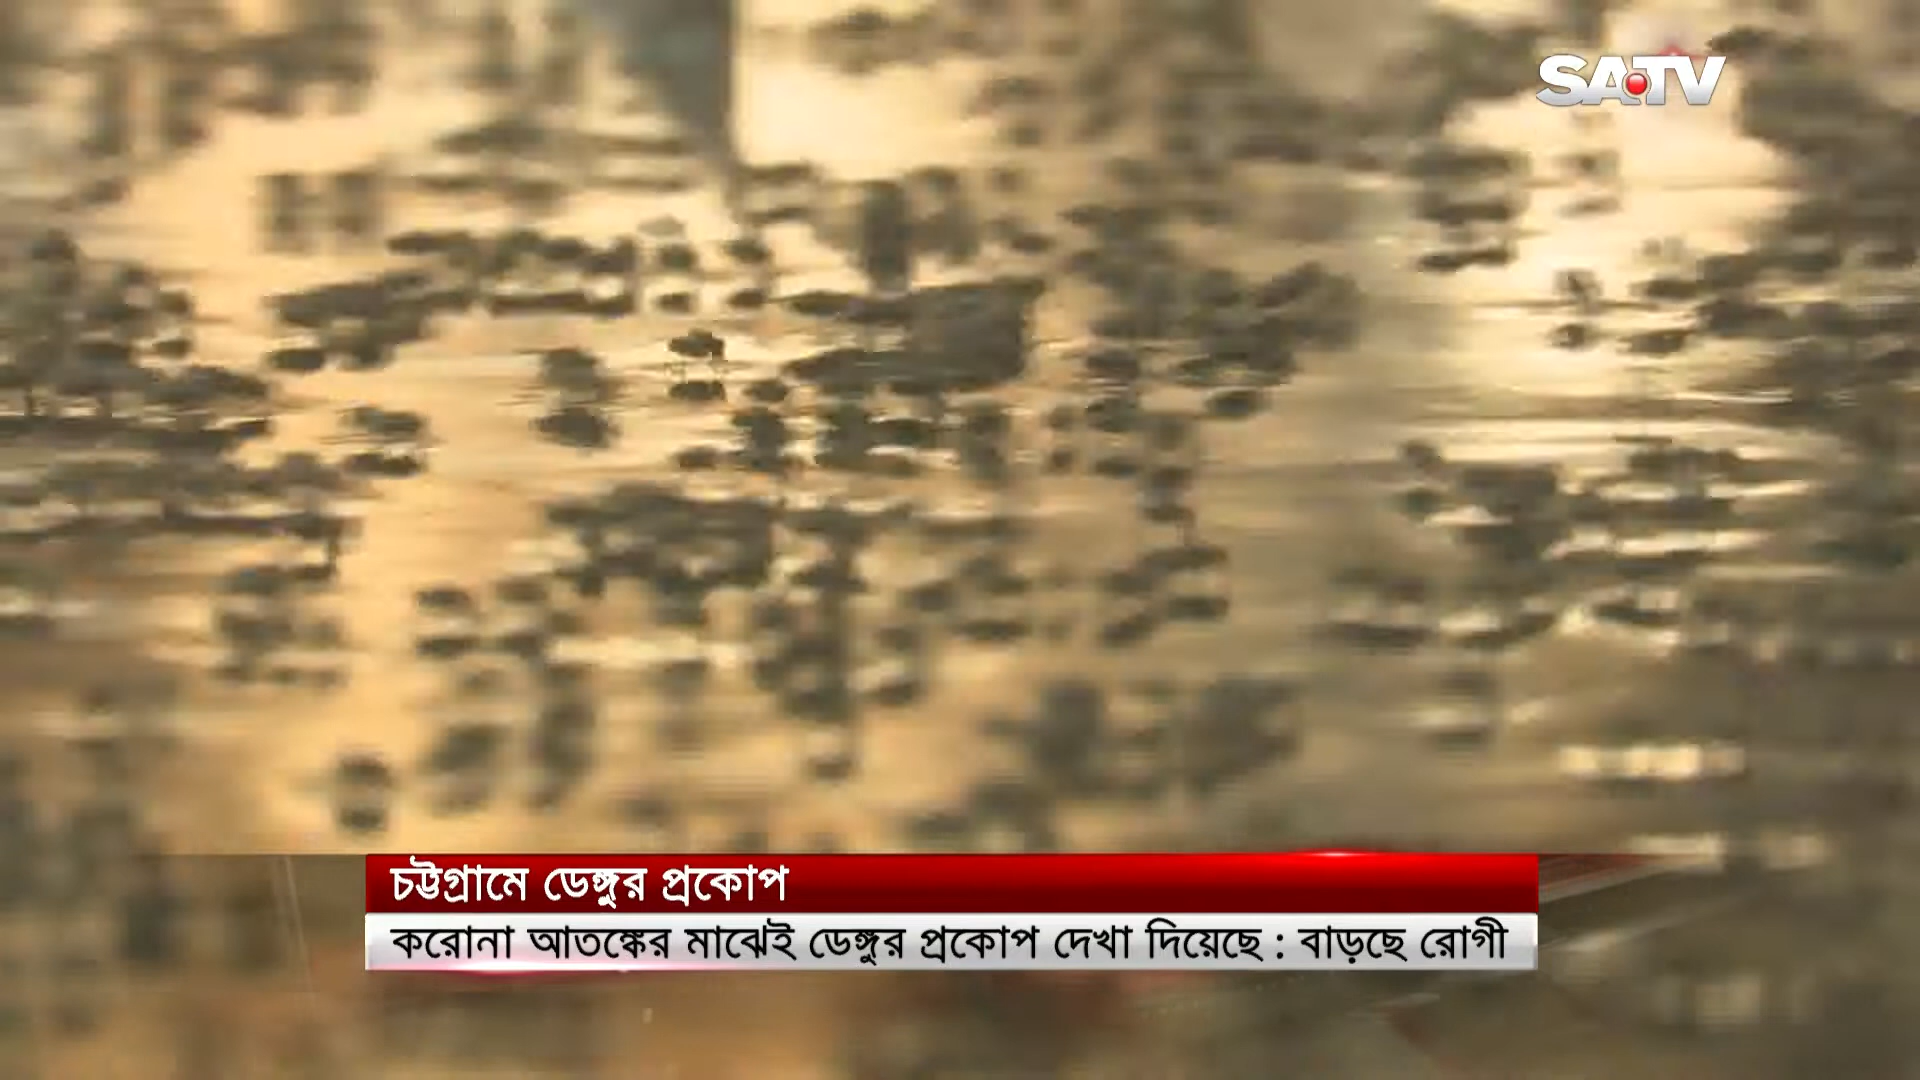 SATV
চট্টগ্রামে ডেঙ্গুর প্রকোপ
করোনা আতঙ্কের মাঝেই ডেঙ্গুর প্রকোপ দেখা দিয়েছে : বাড়ছে রোগী